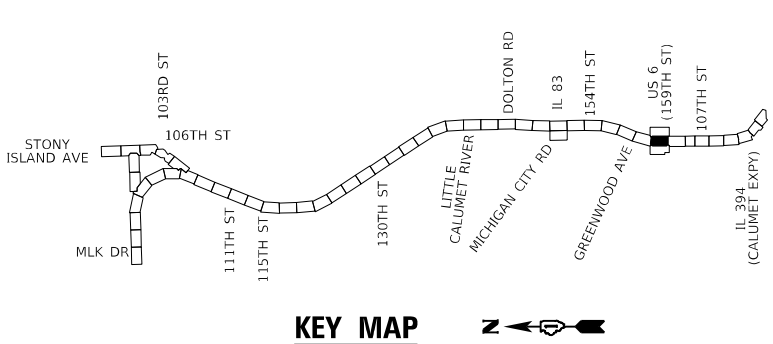 103RD ST
106TH ST
STONY
ISLAND AVE
MLK DR
111TH ST
115TH ST
130TH ST
LITTLE
CALUMET RIVER
DOLTON RD
MICHIGAN CITY RD
IL 83
154TH ST
GREENWOOD AVE
US 6
(159TH ST)
107TH ST
IL 394
(CALUMET EXPY)
KEY MAP
N